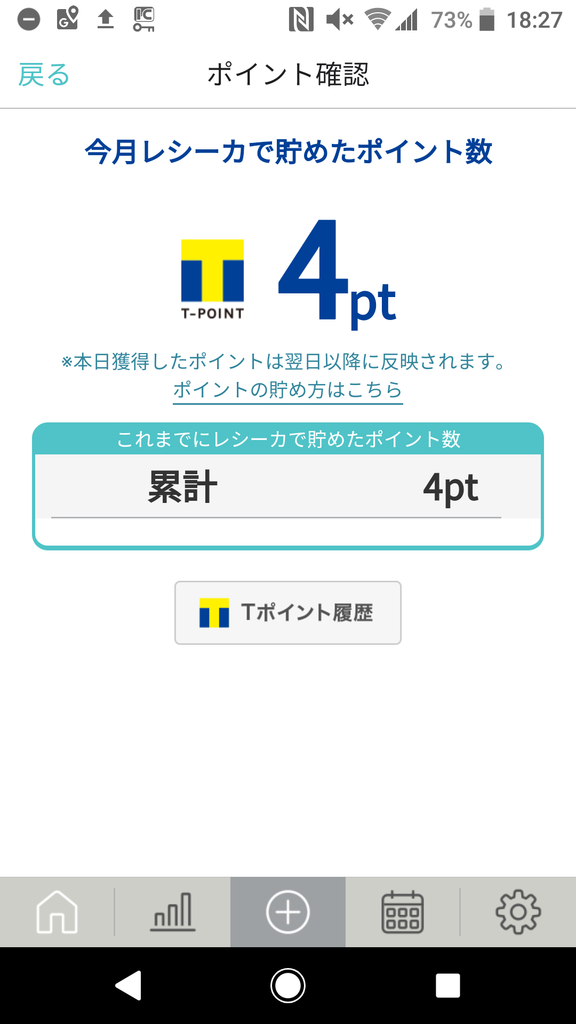 73% 18:27
戻る ポイント確認
今月レシーカで貯めたポイント数
4pt
T-POINT
※本日獲得したポイントは翌日以降に反映されます。
ポイントの貯め方はこちら
これまでにレシーカで貯めたポイント数
累計 4pt
Tポイント履歴